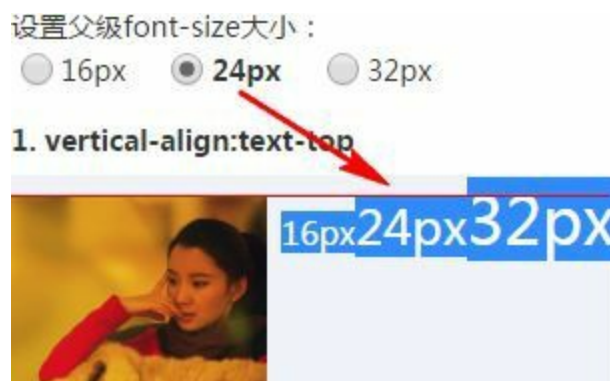 设置父级font-size大小：
16px 24px 32px
1. vertical-align:text-top
16px24px32px